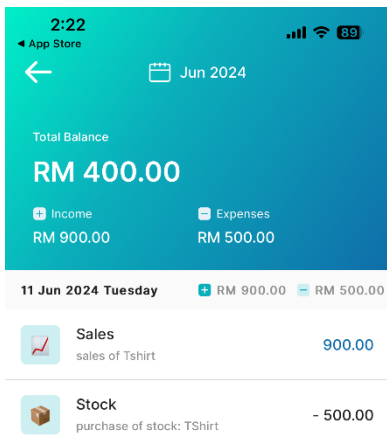 2:22
89
◀ App Store
Jun 2024
Total Balance
RM 400.00
+ Income
− Expenses
RM 900.00
RM 500.00
11 Jun 2024 Tuesday + RM 900.00 − RM 500.00
Sales
900.00
sales of Tshirt
Stock
- 500.00
purchase of stock: TShirt